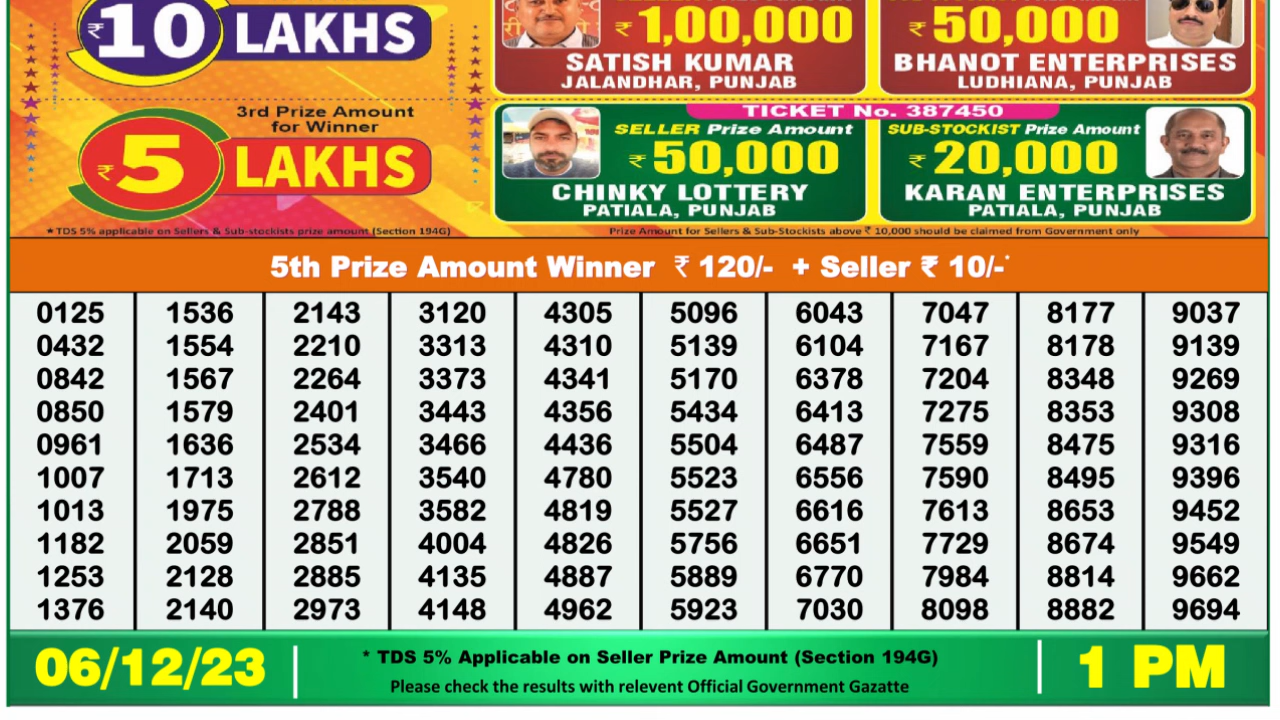 ₹10 LAKHS
₹ 1,00,000
SATISH KUMAR
JALANDHAR, PUNJAB
₹ 50,000
BHANOT ENTERPRISES
LUDHIANA, PUNJAB
3rd Prize Amount
for Winner
₹5 LAKHS
TICKET No. 387450
SELLER Prize Amount
₹ 50,000
CHINKY LOTTERY
PATIALA, PUNJAB
SUB-STOCKIST Prize Amount
₹ 20,000
KARAN ENTERPRISES
PATIALA, PUNJAB
★ TDS 5% applicable on Sellers & Sub-stockists prize amount (Section 194G)
Prize Amount for Sellers & Sub-Stockists above ₹ 10,000 should be claimed from Government only
5th Prize Amount Winner ₹ 120/- + Seller ₹ 10/-*
0125 1536 2143 3120 4305 5096 6043 7047 8177 9037
0432 1554 2210 3313 4310 5139 6104 7167 8178 9139
0842 1567 2264 3373 4341 5170 6378 7204 8348 9269
0850 1579 2401 3443 4356 5434 6413 7275 8353 9308
0961 1636 2534 3466 4436 5504 6487 7559 8475 9316
1007 1713 2612 3540 4780 5523 6556 7590 8495 9396
1013 1975 2788 3582 4819 5527 6616 7613 8653 9452
1182 2059 2851 4004 4826 5756 6651 7729 8674 9549
1253 2128 2885 4135 4887 5889 6770 7984 8814 9662
1376 2140 2973 4148 4962 5923 7030 8098 8882 9694
06/12/23
* TDS 5% Applicable on Seller Prize Amount (Section 194G)
Please check the results with relevent Official Government Gazatte
1 PM